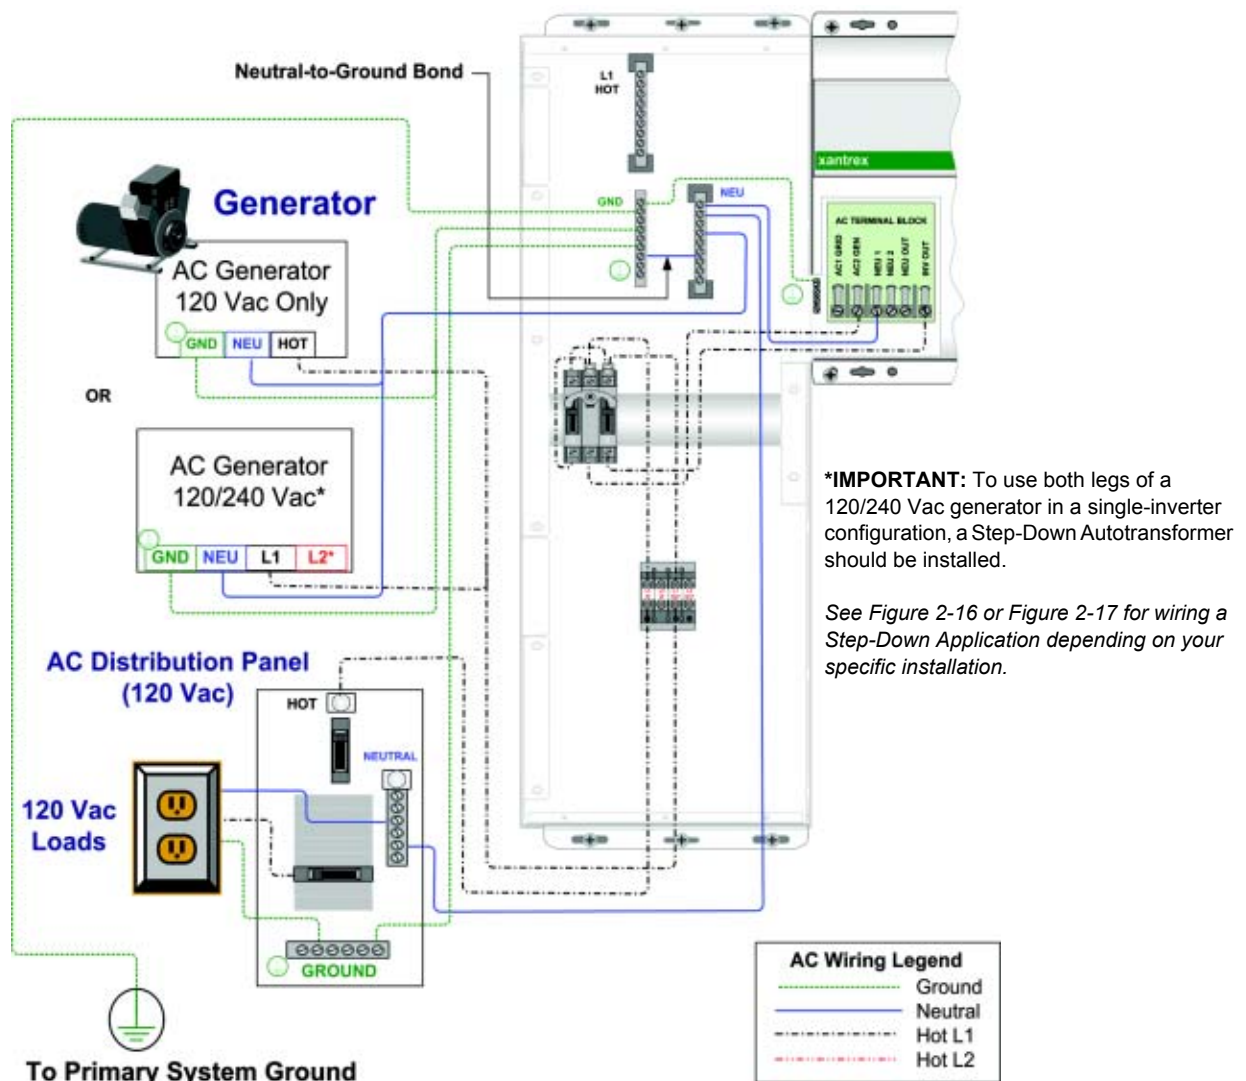 Neutral-to-Ground Bond
L1
HOT
xantrex
Generator
GND
NEU
AC TERMINAL BLOCK
AC1 GRID
AC2 GEN
NEU 1
NEU 2
NEU OUT
INV OUT
AC Generator
120 Vac Only
GND NEU HOT
OR
AC Generator
120/240 Vac*
GND NEU L1 L2*
*IMPORTANT: To use both legs of a
120/240 Vac generator in a single-inverter
configuration, a Step-Down Autotransformer
should be installed.
See Figure 2-16 or Figure 2-17 for wiring a
Step-Down Application depending on your
specific installation.
AC Distribution Panel
(120 Vac)
HOT
NEUTRAL
120 Vac
Loads
GROUND
To Primary System Ground
AC Wiring Legend
Ground
Neutral
Hot L1
Hot L2